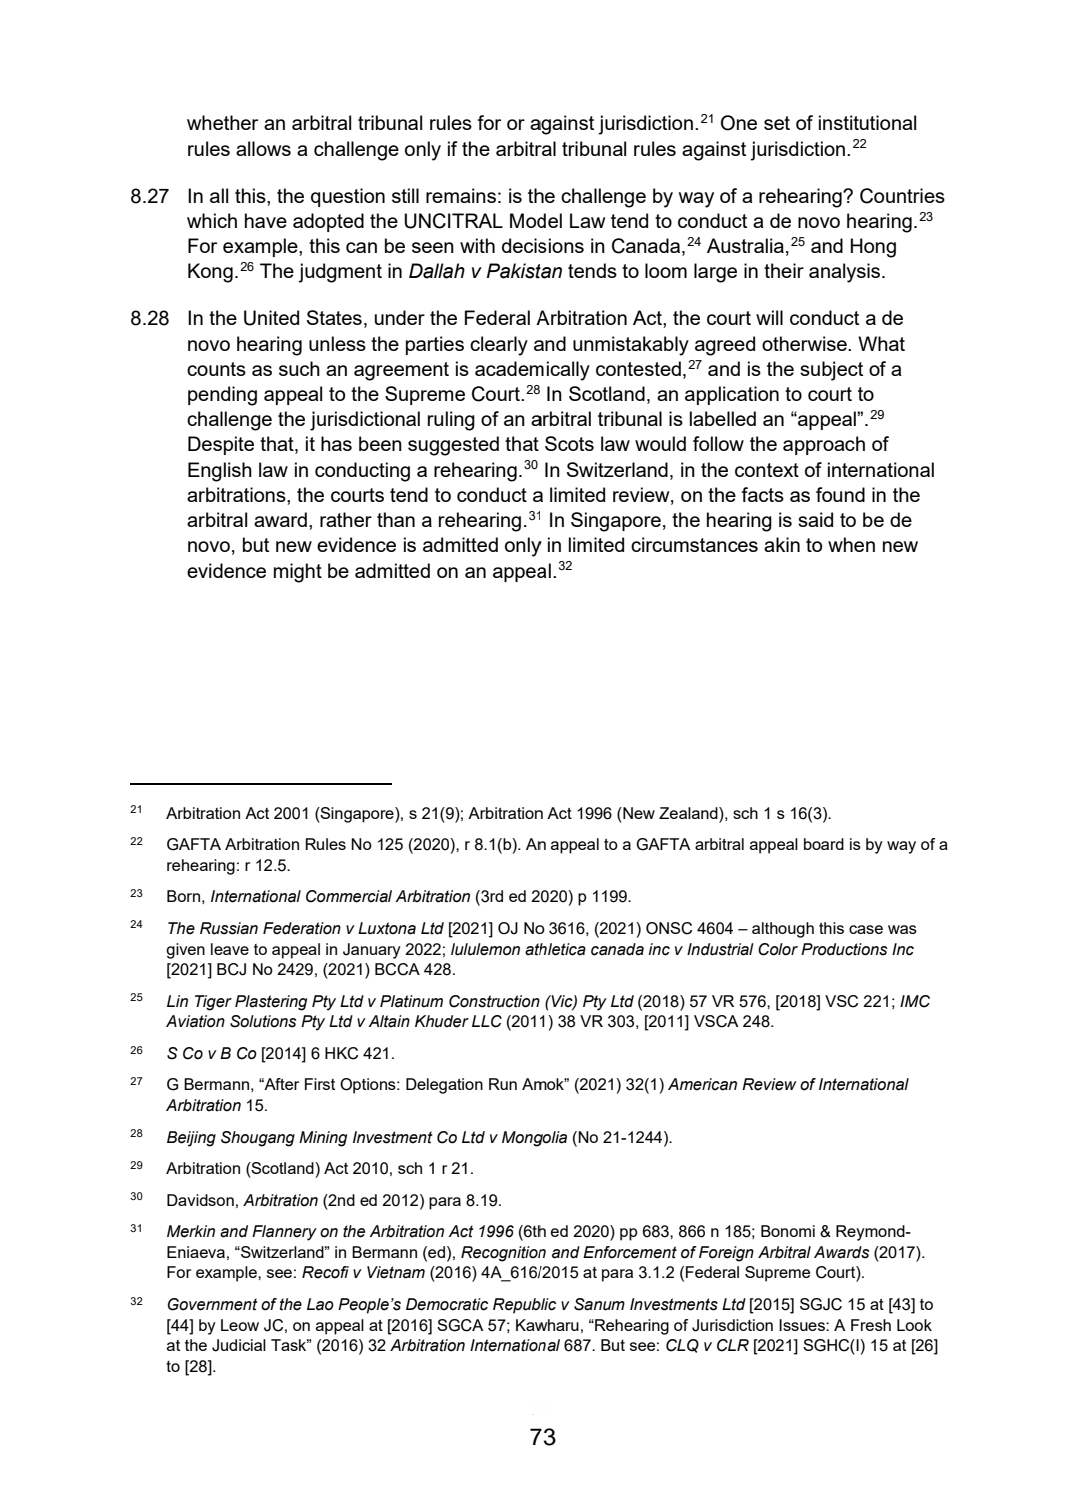 whether an arbitral tribunal rules for or against jurisdiction.21 One set of institutional
rules allows a challenge only if the arbitral tribunal rules against jurisdiction.22
8.27 In all this, the question still remains: is the challenge by way of a rehearing? Countries
which have adopted the UNCITRAL Model Law tend to conduct a de novo hearing.23
For example, this can be seen with decisions in Canada,24 Australia,25 and Hong
Kong.26 The judgment in Dallah v Pakistan tends to loom large in their analysis.
8.28 In the United States, under the Federal Arbitration Act, the court will conduct a de
novo hearing unless the parties clearly and unmistakably agreed otherwise. What
counts as such an agreement is academically contested,27 and is the subject of a
pending appeal to the Supreme Court.28 In Scotland, an application to court to
challenge the jurisdictional ruling of an arbitral tribunal is labelled an “appeal”.29
Despite that, it has been suggested that Scots law would follow the approach of
English law in conducting a rehearing.30 In Switzerland, in the context of international
arbitrations, the courts tend to conduct a limited review, on the facts as found in the
arbitral award, rather than a rehearing.31 In Singapore, the hearing is said to be de
novo, but new evidence is admitted only in limited circumstances akin to when new
evidence might be admitted on an appeal.32
21 Arbitration Act 2001 (Singapore), s 21(9); Arbitration Act 1996 (New Zealand), sch 1 s 16(3).
22 GAFTA Arbitration Rules No 125 (2020), r 8.1(b). An appeal to a GAFTA arbitral appeal board is by way of a
rehearing: r 12.5.
23 Born, International Commercial Arbitration (3rd ed 2020) p 1199.
24 The Russian Federation v Luxtona Ltd [2021] OJ No 3616, (2021) ONSC 4604 – although this case was
given leave to appeal in January 2022; lululemon athletica canada inc v Industrial Color Productions Inc
[2021] BCJ No 2429, (2021) BCCA 428.
25 Lin Tiger Plastering Pty Ltd v Platinum Construction (Vic) Pty Ltd (2018) 57 VR 576, [2018] VSC 221; IMC
Aviation Solutions Pty Ltd v Altain Khuder LLC (2011) 38 VR 303, [2011] VSCA 248.
26 S Co v B Co [2014] 6 HKC 421.
27 G Bermann, “After First Options: Delegation Run Amok” (2021) 32(1) American Review of International
Arbitration 15.
28 Beijing Shougang Mining Investment Co Ltd v Mongolia (No 21-1244).
29 Arbitration (Scotland) Act 2010, sch 1 r 21.
30 Davidson, Arbitration (2nd ed 2012) para 8.19.
31 Merkin and Flannery on the Arbitration Act 1996 (6th ed 2020) pp 683, 866 n 185; Bonomi & Reymond-
Eniaeva, “Switzerland” in Bermann (ed), Recognition and Enforcement of Foreign Arbitral Awards (2017).
For example, see: Recofi v Vietnam (2016) 4A_616/2015 at para 3.1.2 (Federal Supreme Court).
32 Government of the Lao People’s Democratic Republic v Sanum Investments Ltd [2015] SGJC 15 at [43] to
[44] by Leow JC, on appeal at [2016] SGCA 57; Kawharu, “Rehearing of Jurisdiction Issues: A Fresh Look
at the Judicial Task” (2016) 32 Arbitration International 687. But see: CLQ v CLR [2021] SGHC(I) 15 at [26]
to [28].
73